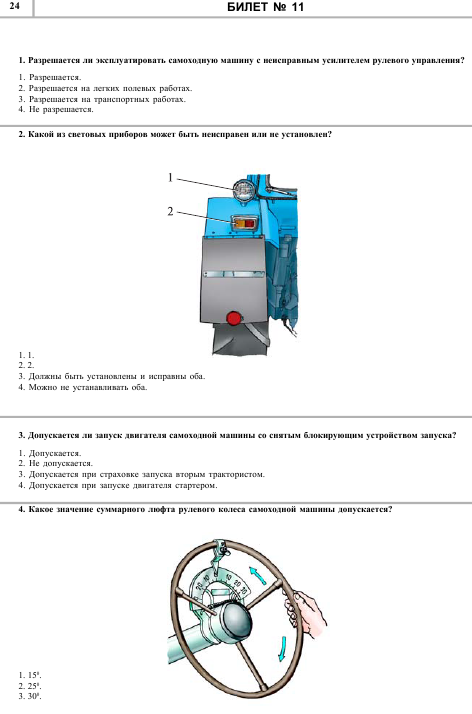 24
БИЛЕТ № 11
1. Разрешается ли эксплуатировать самоходную машину с неисправным усилителем рулевого управления?
1. Разрешается.
2. Разрешается на легких полевых работах.
3. Разрешается на транспортных работах.
4. Не разрешается.
2. Какой из световых приборов может быть неисправен или не установлен?
1
2
1. 1.
2. 2.
3. Должны быть установлены и исправны оба.
4. Можно не устанавливать оба.
3. Допускается ли запуск двигателя самоходной машины со снятым блокирующим устройством запуска?
1. Допускается.
2. Не допускается.
3. Допускается при страховке запуска вторым трактористом.
4. Допускается при запуске двигателя стартером.
4. Какое значение суммарного люфта рулевого колеса самоходной машины допускается?
1. 15⁰.
2. 25⁰.
3. 30⁰.